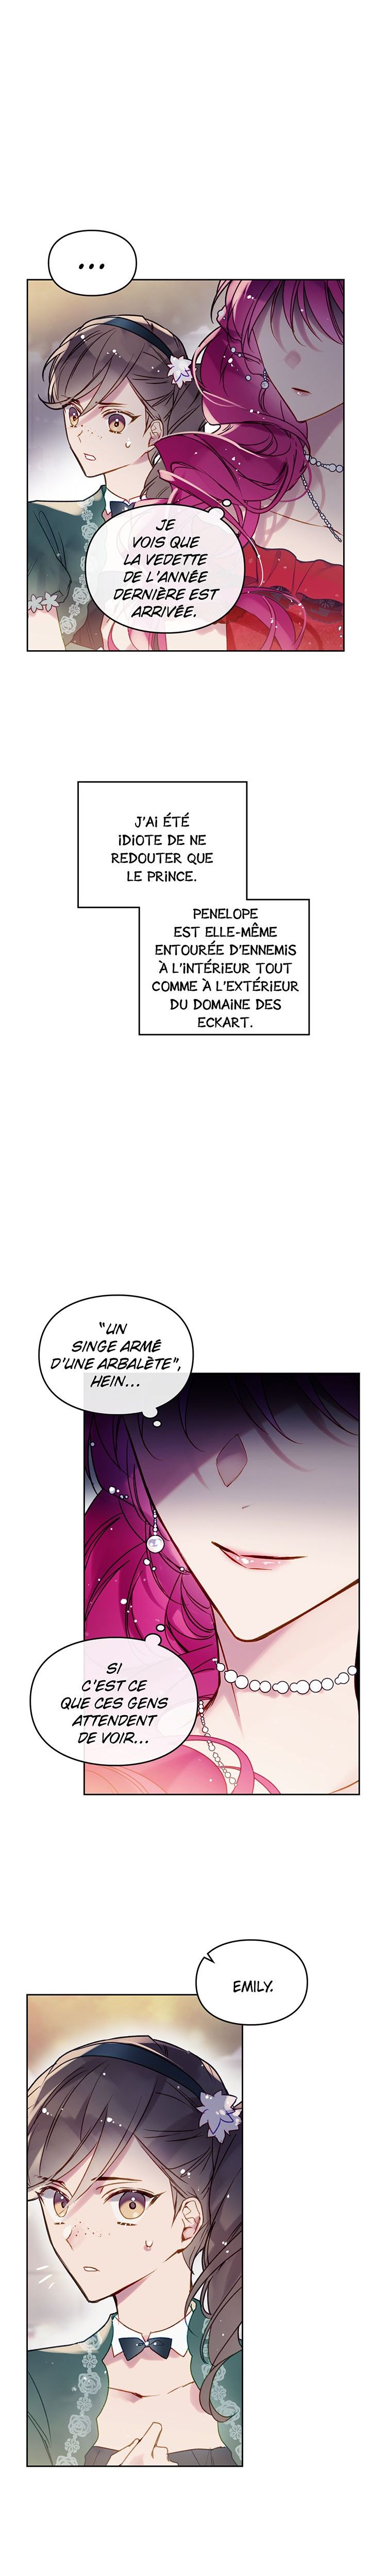 ...
JE
VOIS QUE
LA VEDETTE
DE L'ANNÉE
DERNIÈRE EST
ARRIVÉE.
J'AI ÉTÉ
IDIOTE DE NE
REDOUTER QUE
LE PRINCE.
PENELOPE
EST ELLE-MÊME
ENTOURÉE D'ENNEMIS
À L'INTÉRIEUR TOUT
COMME À L'EXTÉRIEUR
DU DOMAINE DES
ECKART.
"UN
SINGE ARMÉ
D'UNE ARBALÈTE",
HEIN...
SI
C'EST CE
QUE CES GENS
ATTENDENT
DE VOIR...
EMILY.